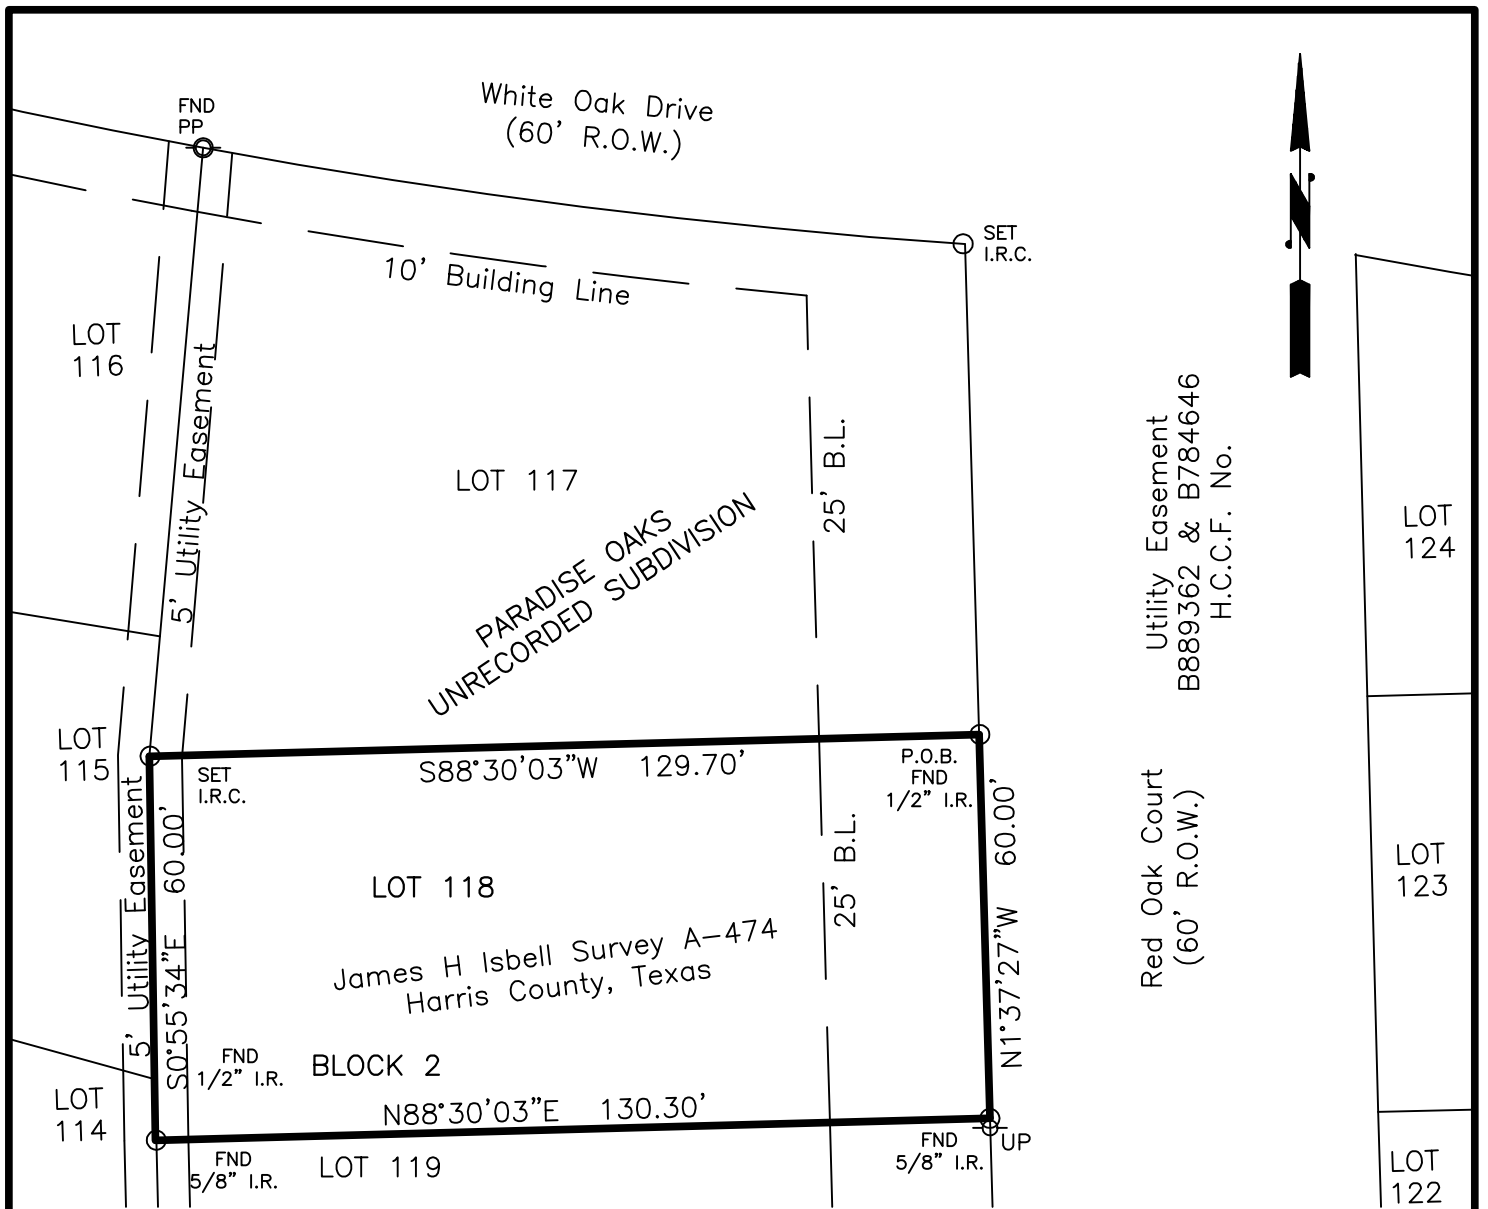 White Oak Drive
(60' R.O.W.)
FND
PP
SET
I.R.C.
N
10' Building Line
LOT
116
5' Utility Easement
LOT 117
25' B.L.
PARADISE OAKS
UNRECORDED SUBDIVISION
Utility Easement
B889362 & B784646
H.C.C.F. No.
LOT
124
LOT
115
SET
I.R.C.
S88°30'03"W 129.70'
P.O.B.
FND
1/2" I.R.
5' Utility Easement
S0°55'34"E 60.00'
LOT 118
25' B.L.
N1°37'27"W 60.00'
Red Oak Court
(60' R.O.W.)
LOT
123
James H Isbell Survey A-474
Harris County, Texas
FND
1/2" I.R.
BLOCK 2
LOT
114
N88°30'03"E 130.30'
FND
5/8" I.R.
LOT 119
FND
5/8" I.R.
UP
LOT
122